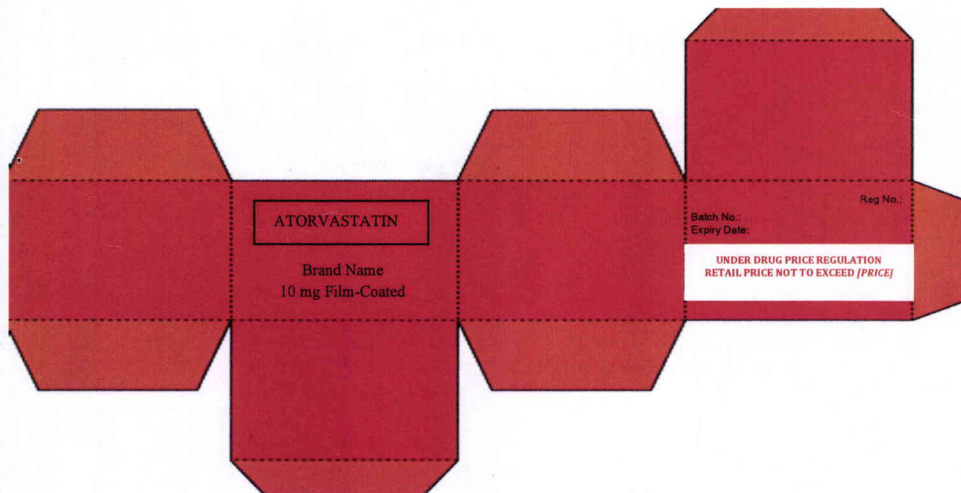 ATORVASTATIN
Brand Name
10 mg Film-Coated
Reg No.:
Batch No.:
Expiry Date:
UNDER DRUG PRICE REGULATION
RETAIL PRICE NOT TO EXCEED [PRICE]